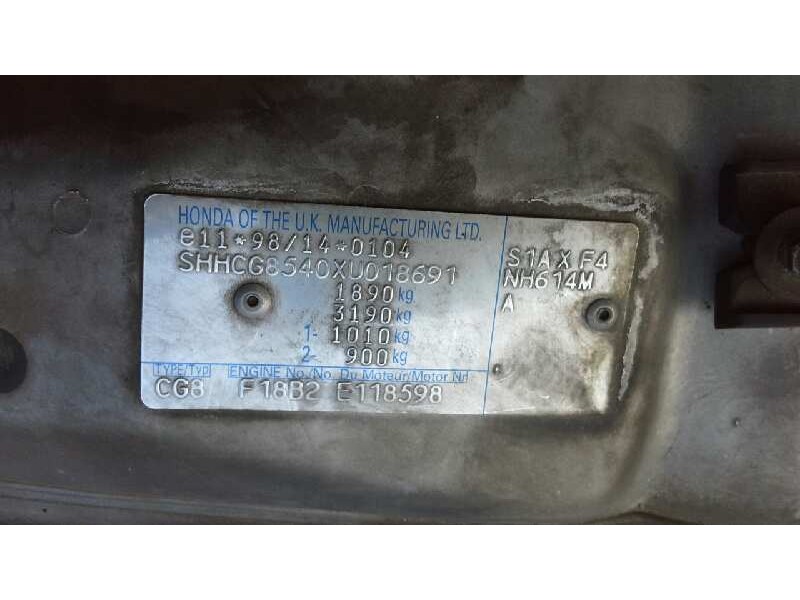 HONDA OF THE U.K. MANUFACTURING LTD.
e11*98/14*0104
SHHCG8540XU018691
1890 kg
3190 kg
1- 1010 kg
2- 900 kg
TYPE/TYP ENGINE No./No. Du Moteur/Motor Nr
CG8 F18B2 E118598
S1A X F4
NH614M
A